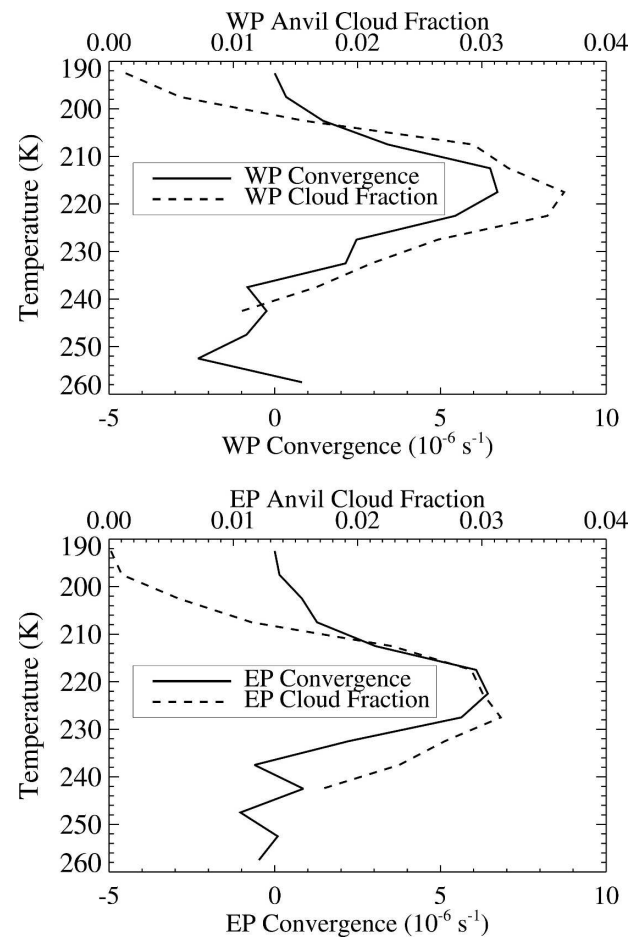 WP Anvil Cloud Fraction
0.00 0.01 0.02 0.03 0.04
190
200
210
220
230
240
250
260
Temperature (K)
WP Convergence
WP Cloud Fraction
-5 0 5 10
WP Convergence (10⁻⁶ s⁻¹)
EP Anvil Cloud Fraction
0.00 0.01 0.02 0.03 0.04
190
200
210
220
230
240
250
260
Temperature (K)
EP Convergence
EP Cloud Fraction
-5 0 5 10
EP Convergence (10⁻⁶ s⁻¹)